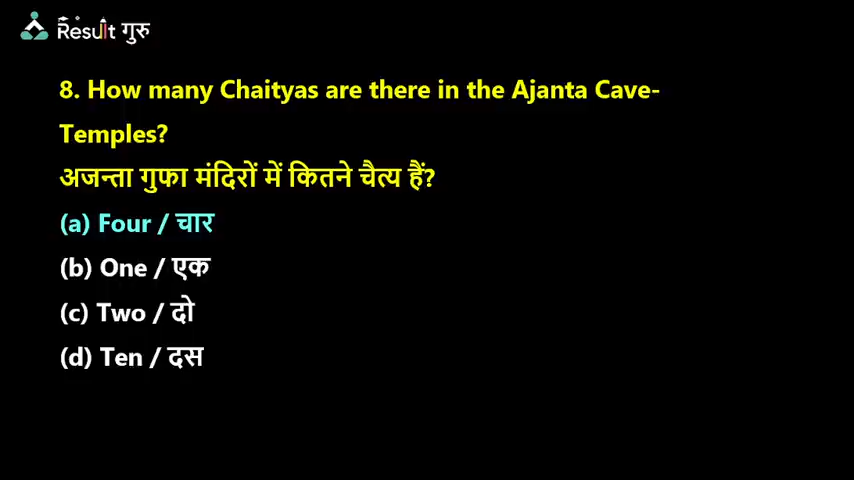 Result गुरु
8. How many Chaityas are there in the Ajanta Cave-
Temples?
अजन्ता गुफा मंदिरों में कितने चैत्य हैं?
(a) Four / चार
(b) One / एक
(c) Two / दो
(d) Ten / दस